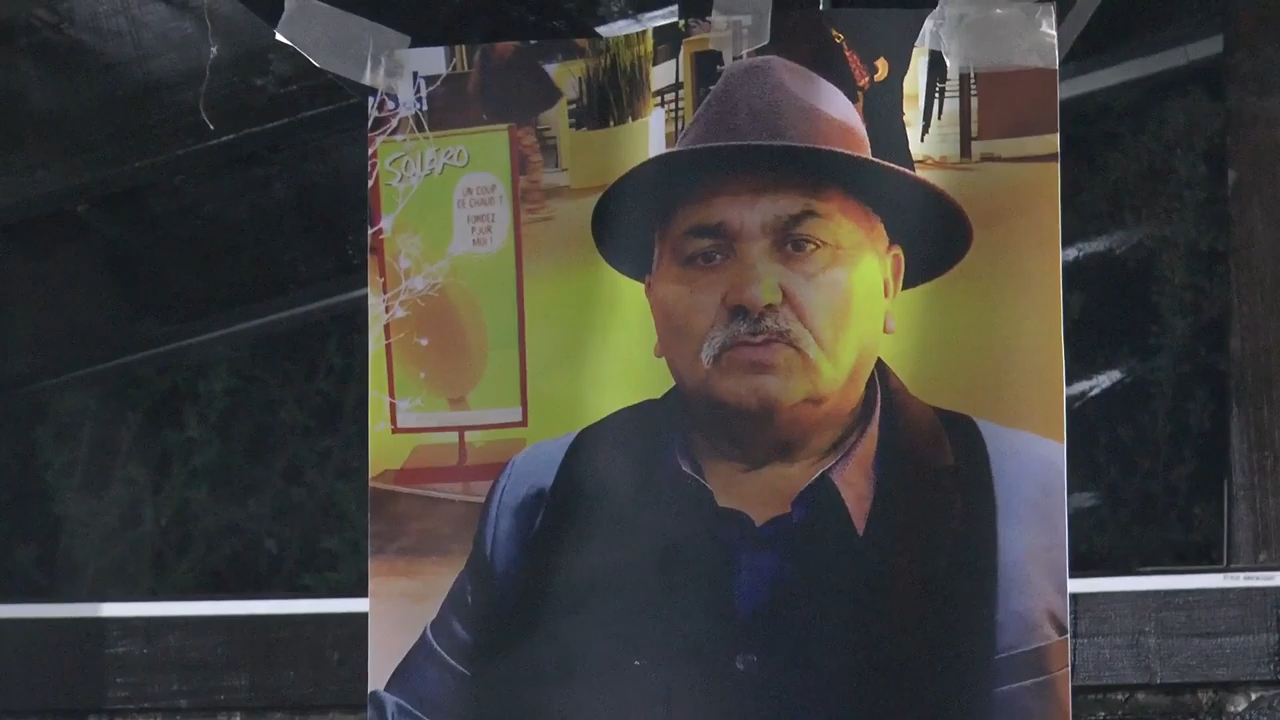 SOLERO
UN COUP
DE CHAUD ?
FONDEZ
POUR
MOI !